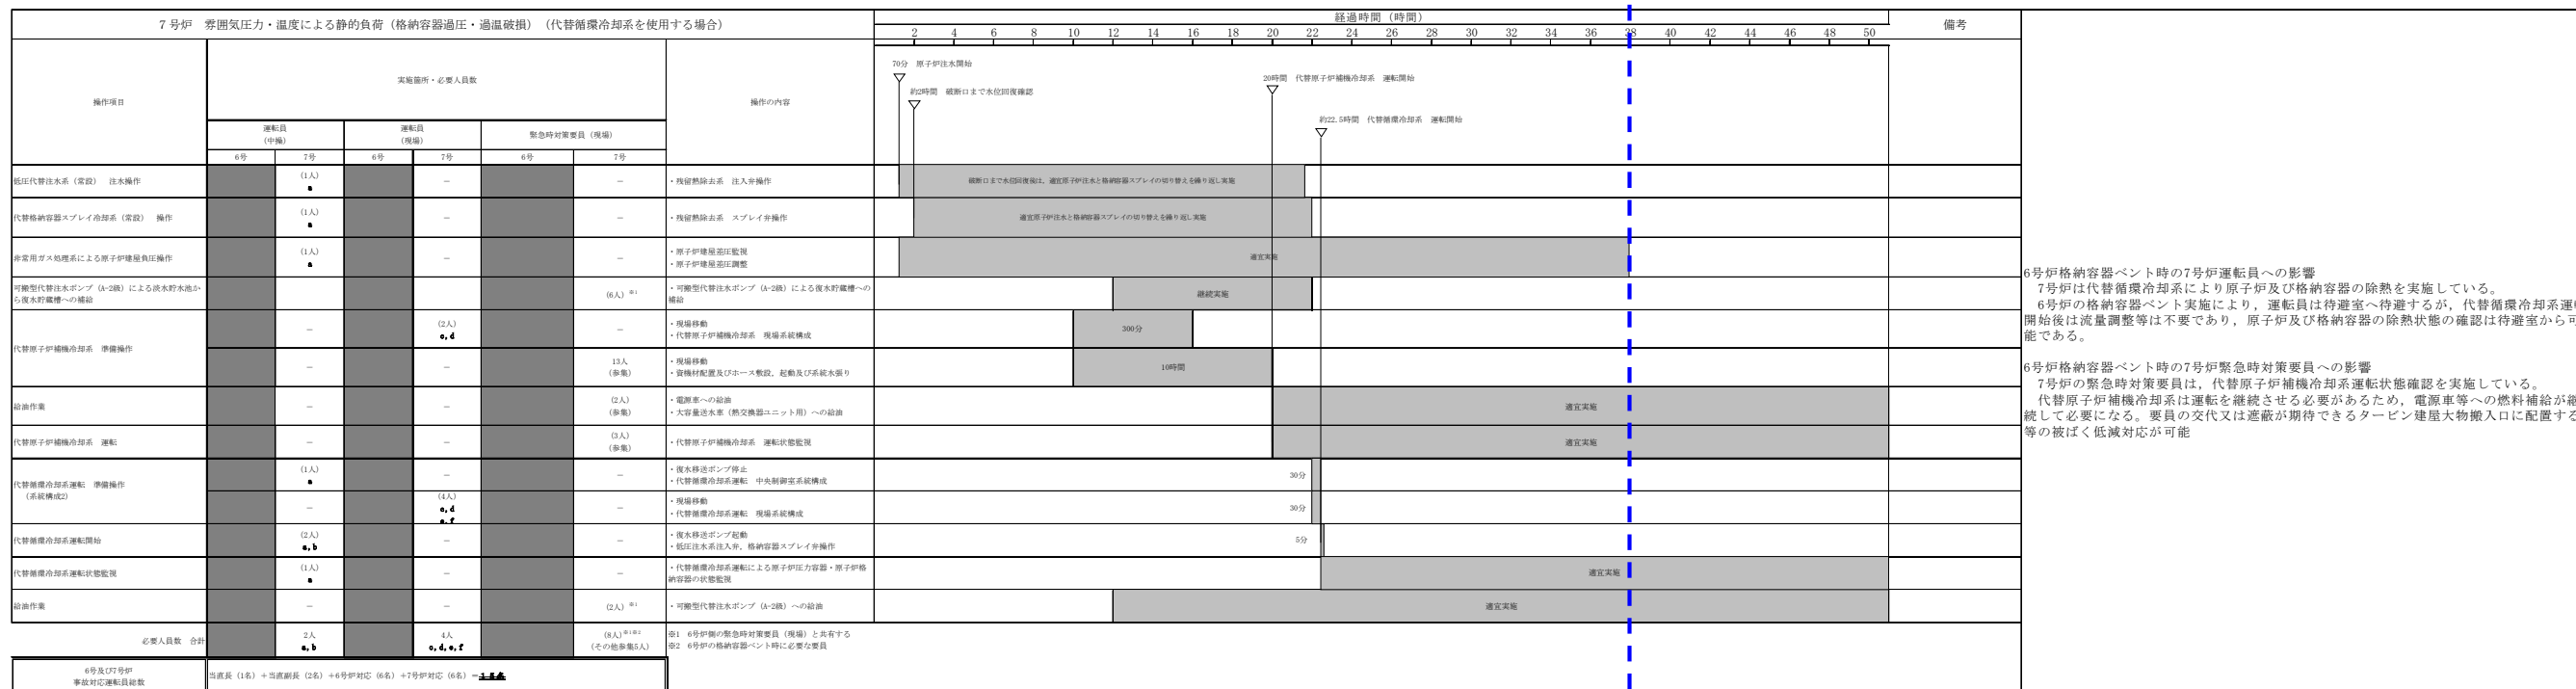 7号炉 雰囲気圧力・温度による静的負荷（格納容器過圧・過温破損）（代替循環冷却系を使用する場合）
経過時間（時間）
備考
2 4 6 8 10 12 14 16 18 20 22 24 26 28 30 32 34 36 38 40 42 44 46 48 50
操作項目
実施箇所・必要人員数
操作の内容
運転員
（中操）
運転員
（現場）
緊急時対策要員（現場）
6号 7号 6号 7号 6号 7号
70分 原子炉注水開始
約2時間 破断口まで水位回復確認
20時間 代替原子炉補機冷却系 運転開始
約22.5時間 代替循環冷却系 運転開始
低圧代替注水系（常設） 注水操作
（1人）
a
－
－
・残留熱除去系 注入弁操作
破断口まで水位回復後は、適宜原子炉注水と格納容器スプレイの切り替えを繰り返し実施
代替格納容器スプレイ冷却系（常設） 操作
（1人）
a
－
－
・残留熱除去系 スプレイ弁操作
適宜原子炉注水と格納容器スプレイの切り替えを繰り返し実施
非常用ガス処理系による原子炉建屋負圧操作
（1人）
a
－
－
・原子炉建屋差圧監視
・原子炉建屋差圧調整
適宜実施
可搬型代替注水ポンプ（A-2級）による淡水貯水池か
ら復水貯蔵槽への補給
（6人）※1
・可搬型代替注水ポンプ（A-2級）による復水貯蔵槽への
補給
継続実施
代替原子炉補機冷却系 準備操作
－
（2人）
c,d
－
・現場移動
・代替原子炉補機冷却系 現場系統構成
300分
－
－
13人
（参集）
・現場移動
・資機材配置及びホース敷設，起動及び系統水張り
10時間
給油作業
－
－
（2人）
（参集）
・電源車への給油
・大容量送水車（熱交換器ユニット用）への給油
適宜実施
代替原子炉補機冷却系 運転
－
－
（3人）
（参集）
・代替原子炉補機冷却系 運転状態監視
適宜実施
代替循環冷却系運転 準備操作
（系統構成2）
（1人）
a
－
－
・復水移送ポンプ停止
・代替循環冷却系運転 中央制御室系統構成
30分
－
（4人）
c,d
e,f
－
・現場移動
・代替循環冷却系運転 現場系統構成
30分
代替循環冷却系運転開始
（2人）
a,b
－
－
・復水移送ポンプ起動
・低圧注水系注入弁，格納容器スプレイ弁操作
5分
代替循環冷却系運転状態監視
（1人）
a
－
－
・代替循環冷却系運転による原子炉圧力容器・原子炉格
納容器の状態監視
適宜実施
給油作業
－
－
（2人）※1
・可搬型代替注水ポンプ（A-2級）への給油
適宜実施
必要人員数 合計
2人
a,b
4人
c,d,e,f
（8人）※1※2
（その他参集5人）
※1 6号炉側の緊急時対策要員（現場）と共有する
※2 6号炉の格納容器ベント時に必要な要員
6号及び7号炉
事故対応運転員総数
当直長（1名）＋当直副長（2名）＋6号炉対応（6名）＋7号炉対応（6名）＝
6号炉格納容器ベント時の7号炉運転員への影響
7号炉は代替循環冷却系により原子炉及び格納容器の除熱を実施している。
6号炉の格納容器ベント実施により，運転員は待避室へ待避するが，代替循環冷却系運
開始後は流量調整等は不要であり，原子炉及び格納容器の除熱状態の確認は待避室から可
能である。
6号炉格納容器ベント時の7号炉緊急時対策要員への影響
7号炉の緊急時対策要員は，代替原子炉補機冷却系運転状態確認を実施している。
代替原子炉補機冷却系は運転を継続させる必要があるため，電源車等への燃料補給が継
続して必要になる。要員の交代又は遮蔽が期待できるタービン建屋大物搬入口に配置する
等の被ばく低減対応が可能